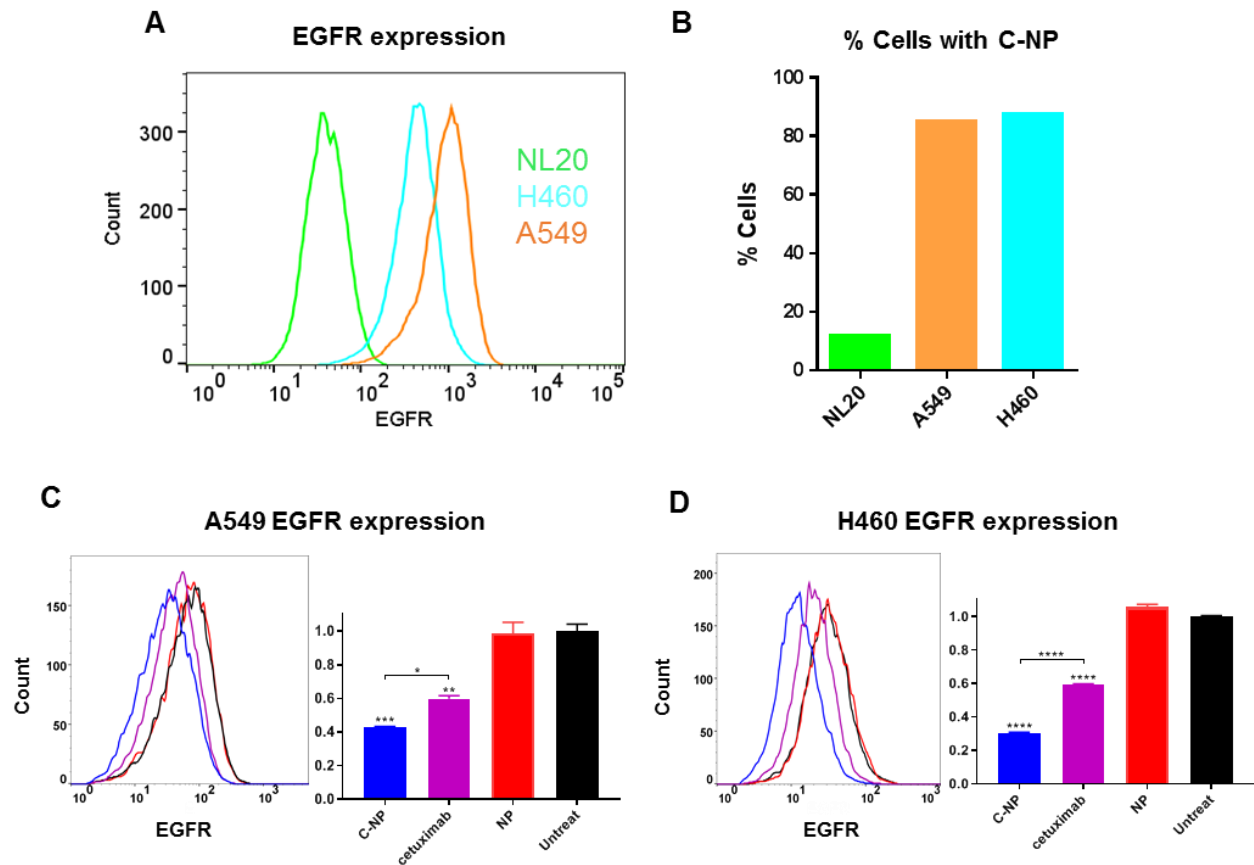 A
EGFR expression
Count
300
200
100
0
NL20
H460
A549
10^0 10^1 10^2 10^3 10^4 10^5
EGFR
B
% Cells with C-NP
% Cells
100
80
60
40
20
0
NL20 A549 H460
C
A549 EGFR expression
Count
150
100
50
0
10^0 10^1 10^2 10^3
EGFR
1.0
0.8
0.6
0.4
0.2
0.0
*
***
**
C-NP cetuximab NP Untreat
D
H460 EGFR expression
Count
200
150
100
50
0
10^0 10^1 10^2 10^3
EGFR
1.0
0.8
0.6
0.4
0.2
0.0
****
****
****
C-NP cetuximab NP Untreat